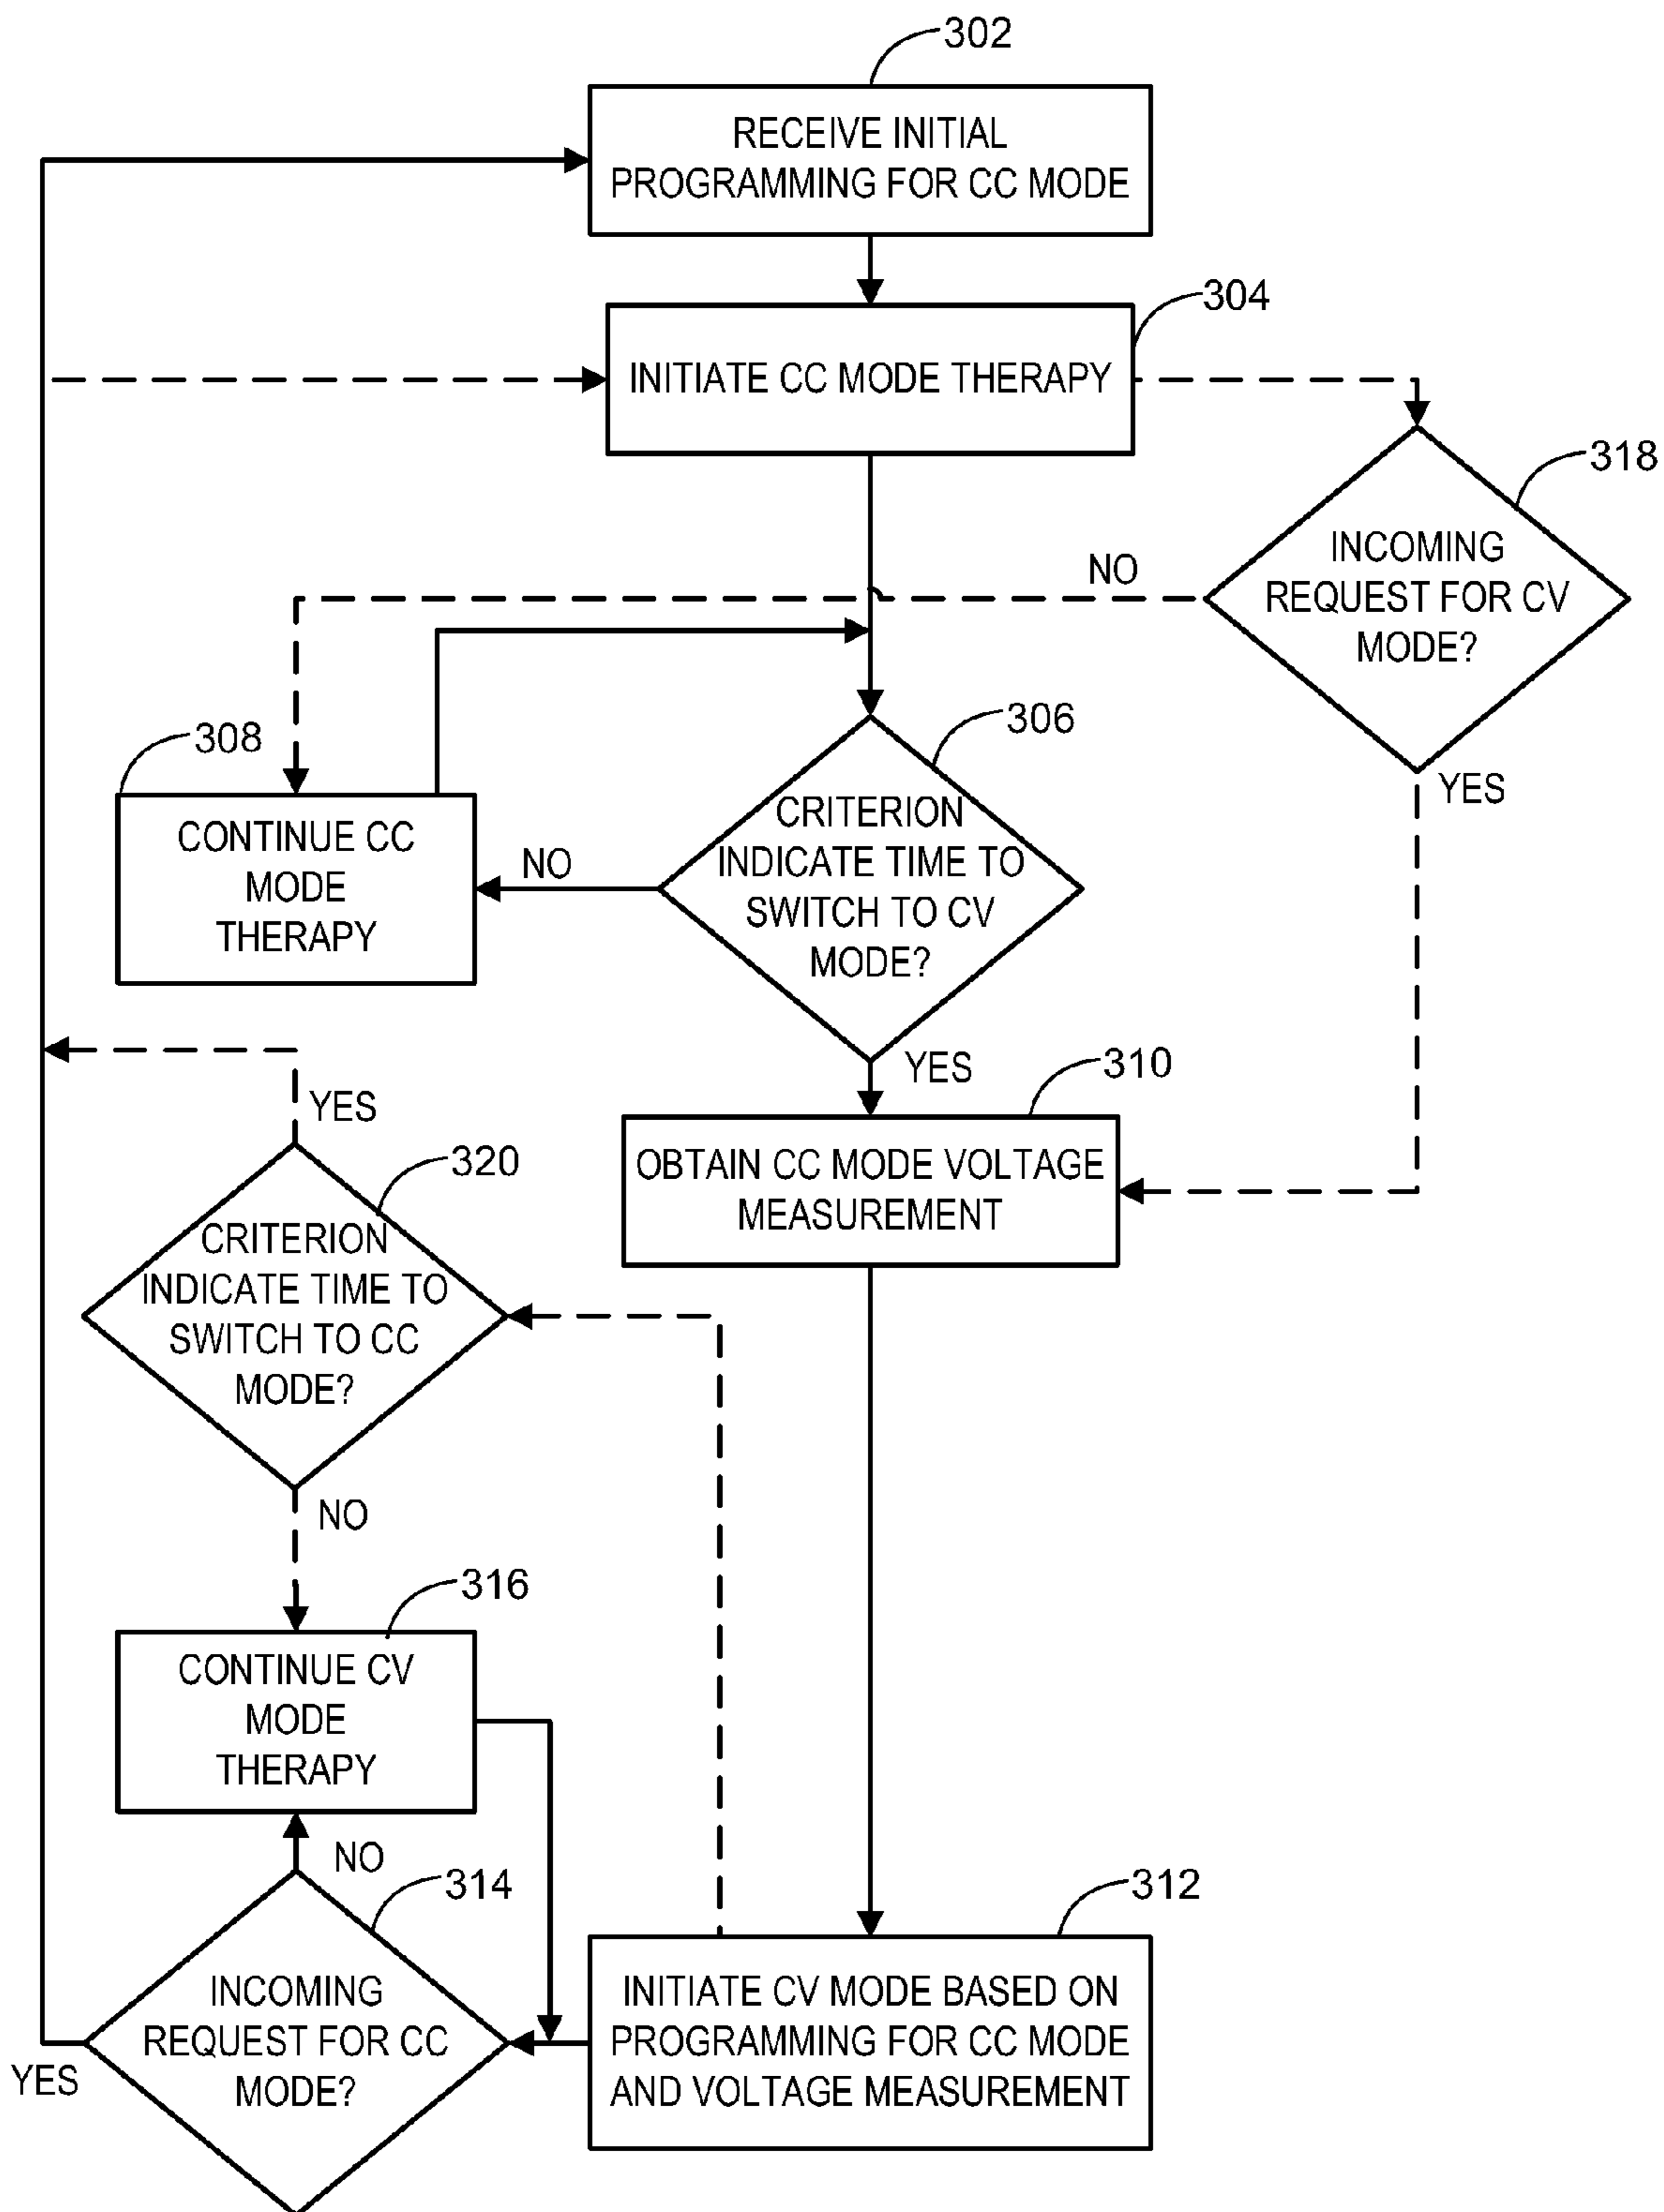 302
RECEIVE INITIAL
PROGRAMMING FOR CC MODE
304
INITIATE CC MODE THERAPY
318
INCOMING
REQUEST FOR CV
MODE?
NO
YES
306
CRITERION
INDICATE TIME TO
SWITCH TO CV
MODE?
NO
308
CONTINUE CC
MODE
THERAPY
YES
310
OBTAIN CC MODE VOLTAGE
MEASUREMENT
YES
320
CRITERION
INDICATE TIME TO
SWITCH TO CC
MODE?
NO
316
CONTINUE CV
MODE
THERAPY
NO
314
INCOMING
REQUEST FOR CC
MODE?
YES
312
INITIATE CV MODE BASED ON
PROGRAMMING FOR CC MODE
AND VOLTAGE MEASUREMENT